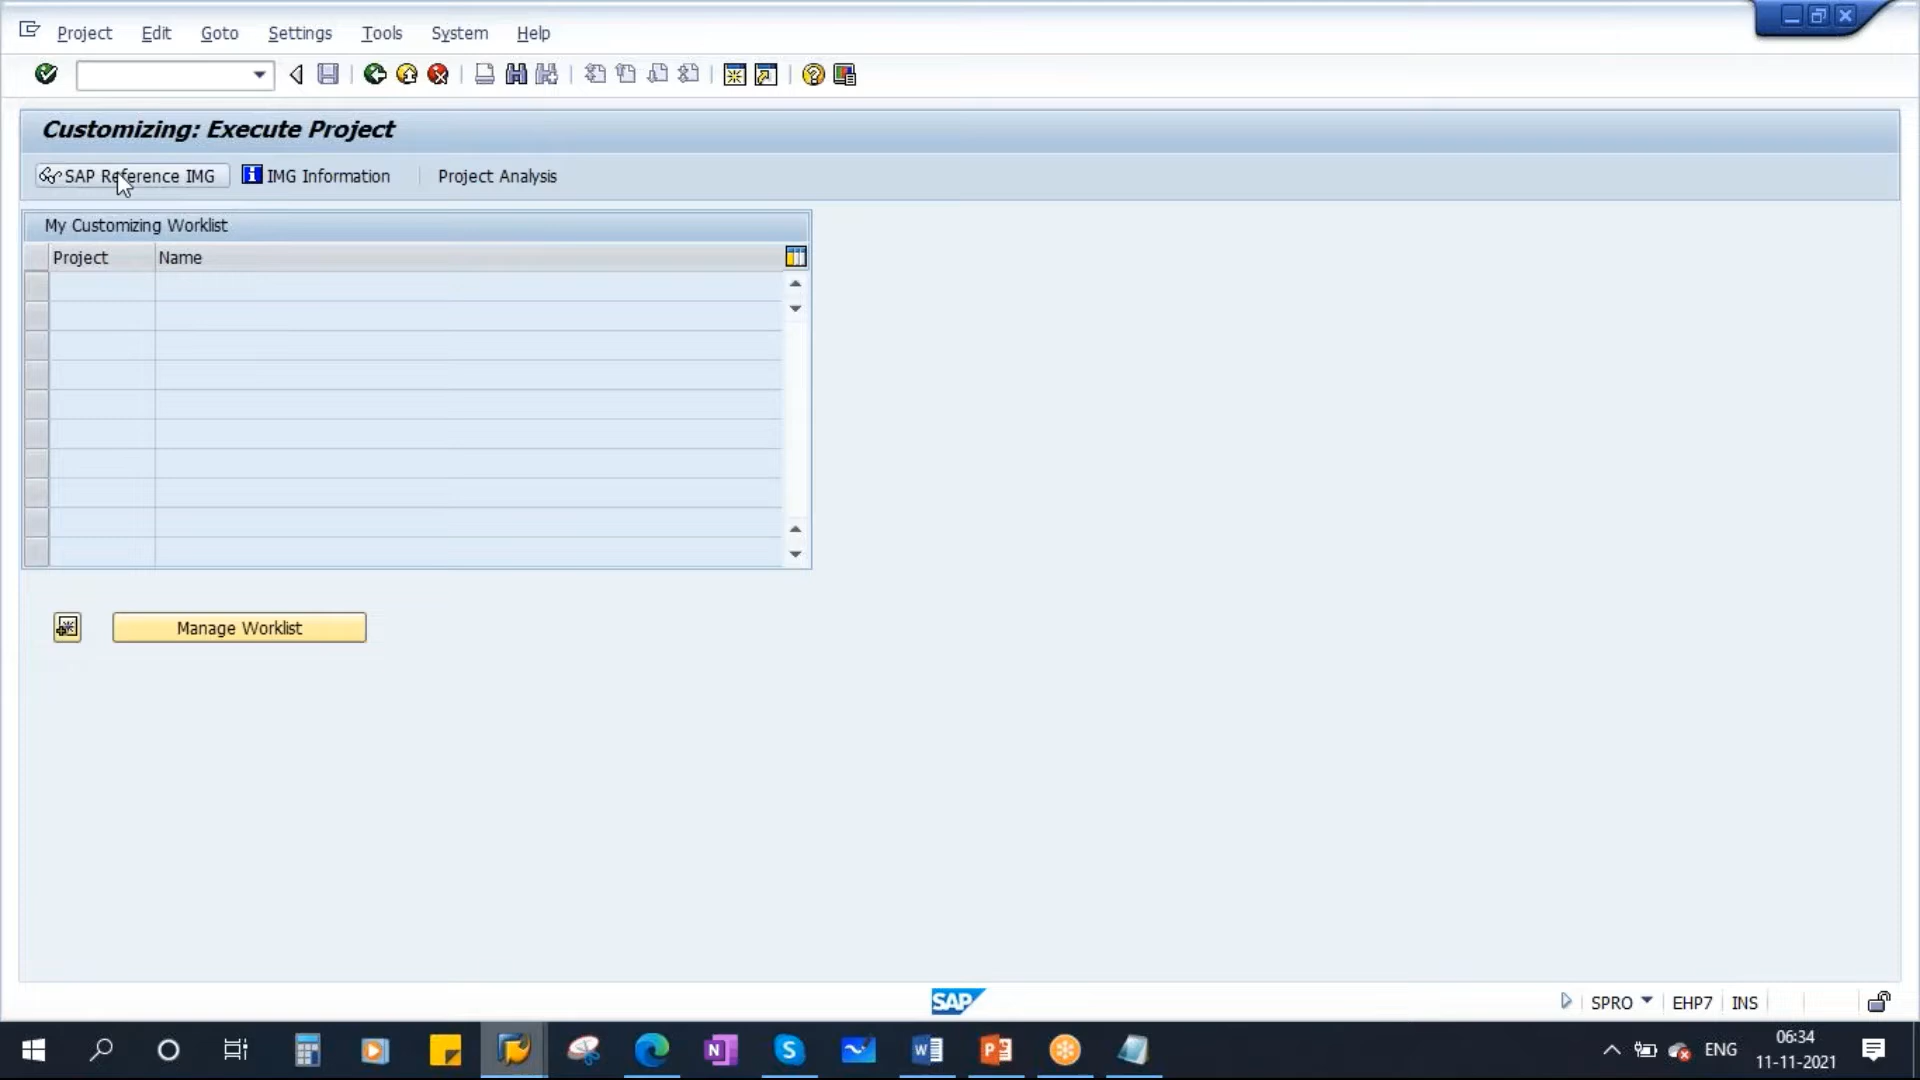 Project Edit Goto Settings Tools System Help
Customizing: Execute Project
SAP Reference IMG IMG Information Project Analysis
My Customizing Worklist
Project Name
Manage Worklist
SAP SPRO EHP7 INS
ENG 06:34
11-11-2021